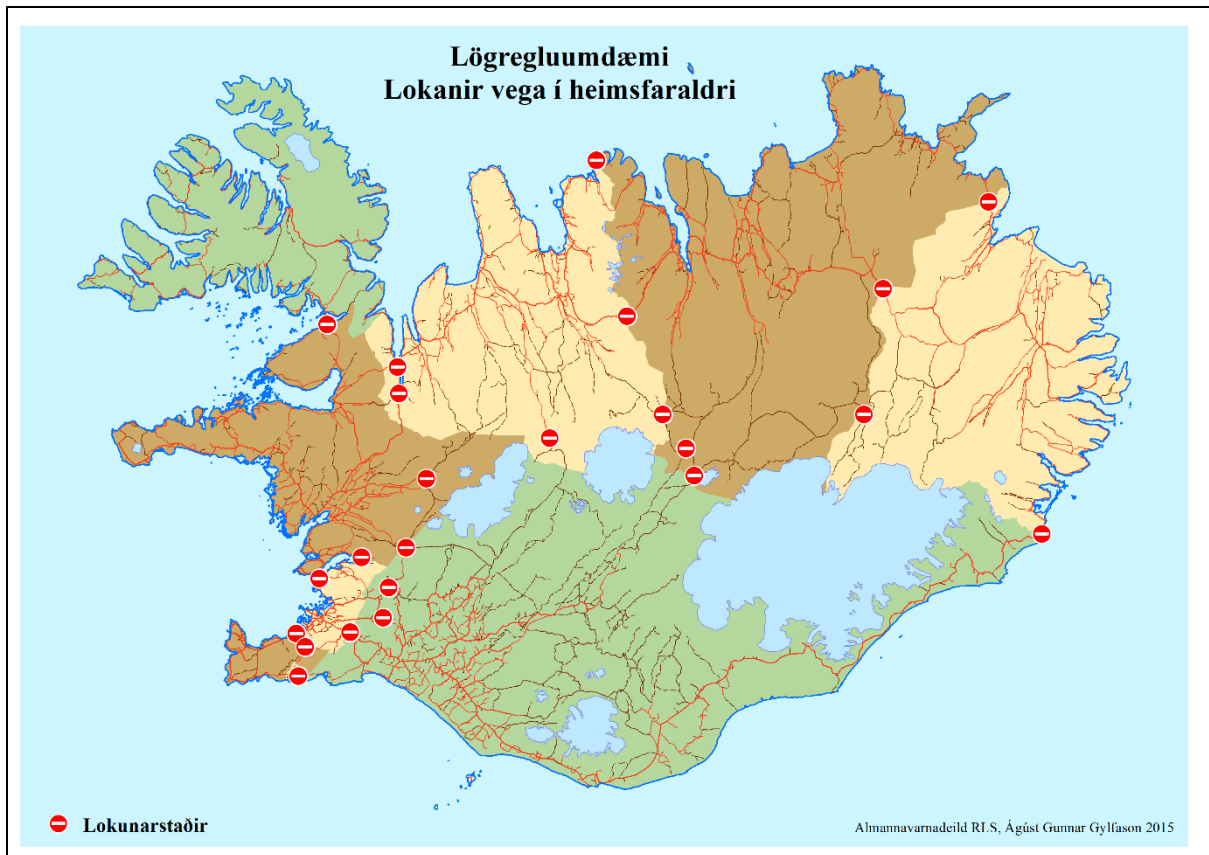 Lögregluumdæmi
Lokanir vega í heimsfaraldri
Lokunarstaðir
Almannavarnadeild RLS, Ágúst Gunnar Gylfason 2015